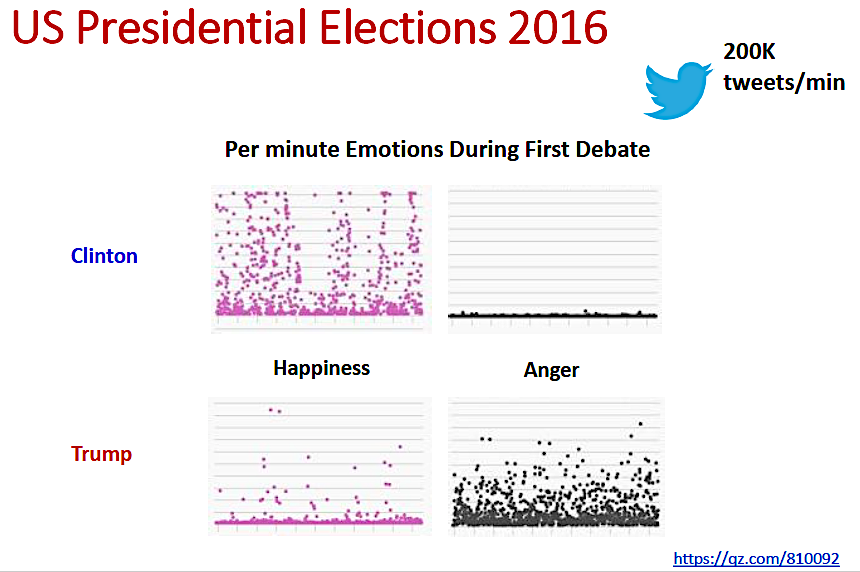 US Presidential Elections 2016
200K
tweets/min
Per minute Emotions During First Debate
Clinton
Happiness
Anger
Trump
https://qz.com/810092